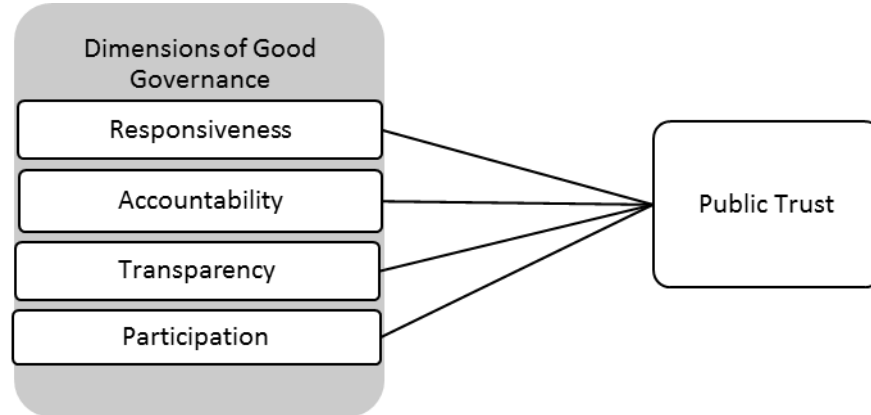 Dimensions of Good
Governance
Responsiveness
Accountability
Transparency
Participation
Public Trust